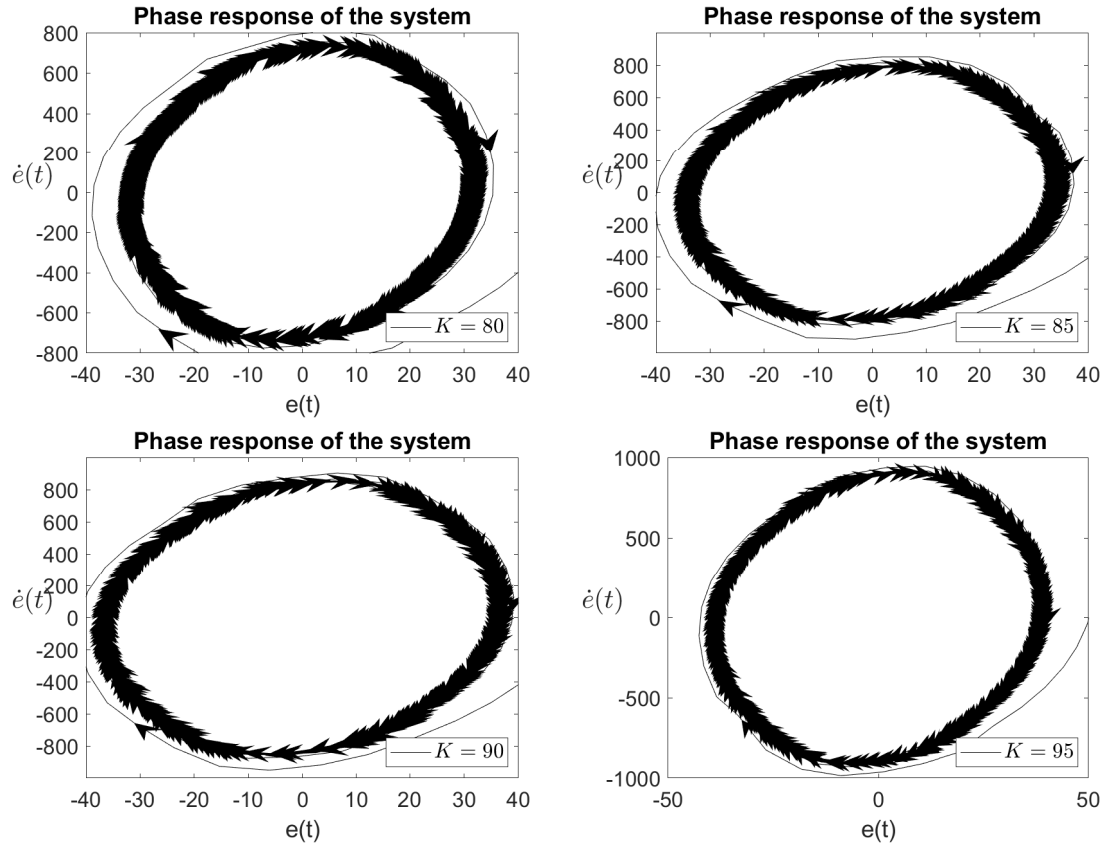 Phase response of the system
800
600
400
200
0
-200
-400
-600
-800
ė(t)
K = 80
-40 -30 -20 -10 0 10 20 30 40
e(t)
Phase response of the system
800
600
400
200
0
-200
-400
-600
-800
ė(t)
K = 85
-40 -30 -20 -10 0 10 20 30 40
e(t)
Phase response of the system
800
600
400
200
0
-200
-400
-600
-800
ė(t)
K = 90
-40 -30 -20 -10 0 10 20 30 40
e(t)
Phase response of the system
1000
500
0
-500
-1000
ė(t)
K = 95
-50 0 50
e(t)